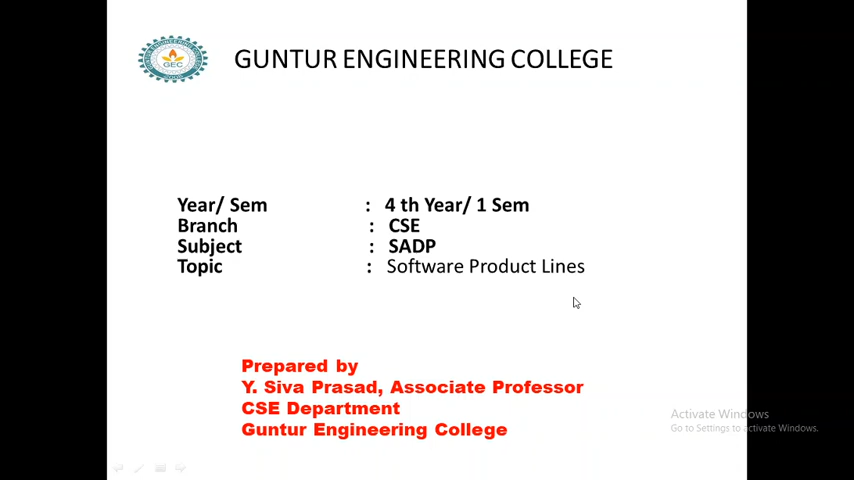 GUNTUR ENGINEERING COLLEGE
GEC
Year/ Sem : 4 th Year/ 1 Sem
Branch : CSE
Subject : SADP
Topic : Software Product Lines
Prepared by
Y. Siva Prasad, Associate Professor
CSE Department
Guntur Engineering College
Activate Windows
Go to Settings to activate Windows.